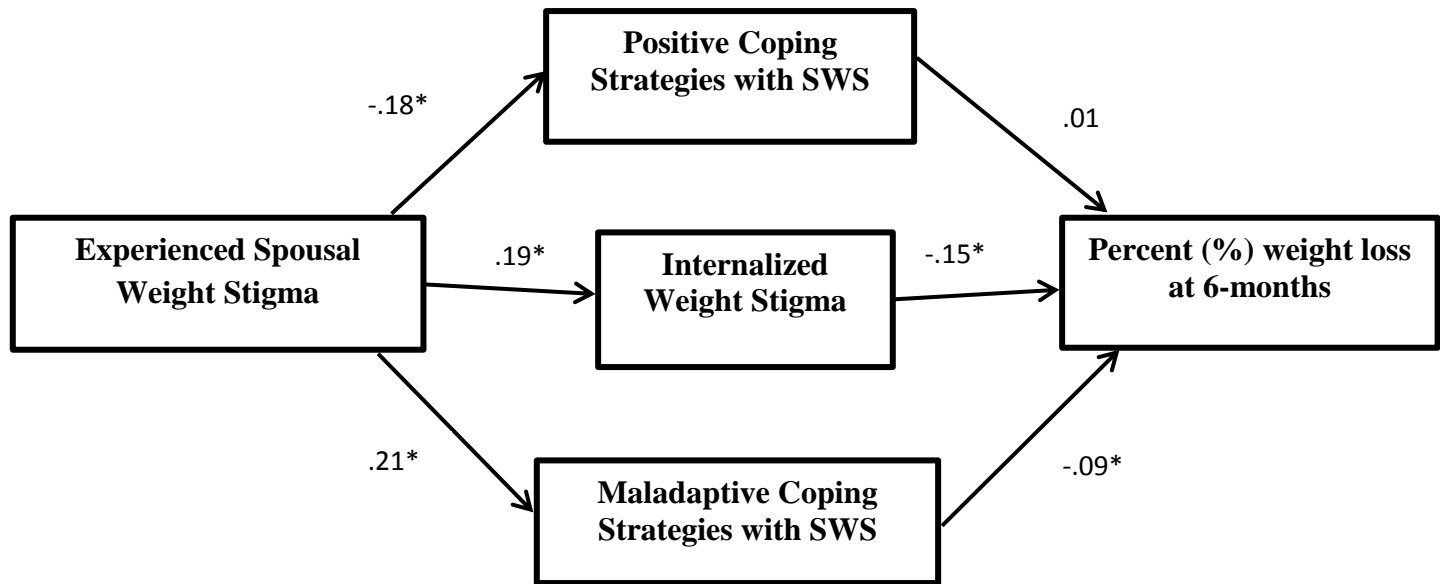 Positive Coping
Strategies with SWS
-.18*
.01
Experienced Spousal
Weight Stigma
.19*
Internalized
Weight Stigma
-.15*
Percent (%) weight loss
at 6-months
.21*
Maladaptive Coping
Strategies with SWS
-.09*